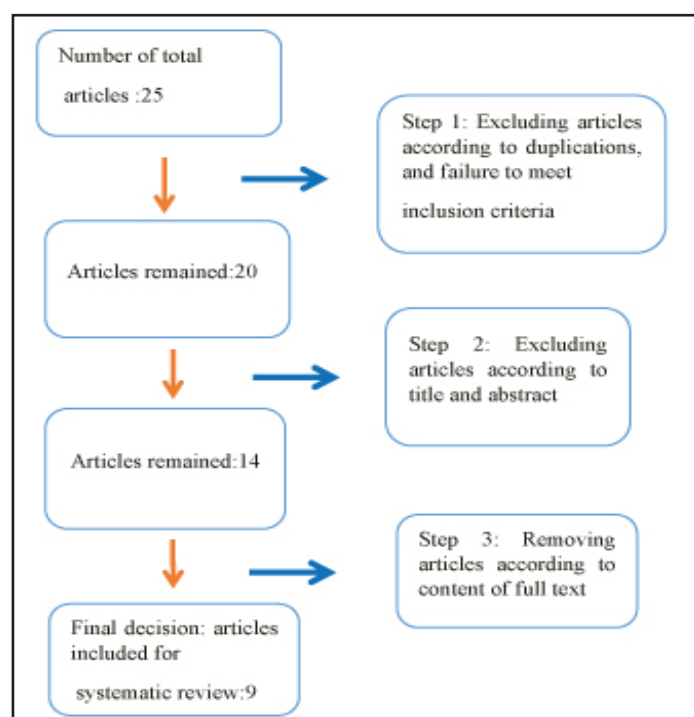 Number of total
articles :25
Step 1: Excluding articles
according to duplications,
and failure to meet
inclusion criteria
Articles remained:20
Step 2: Excluding
articles according to
title and abstract
Articles remained:14
Step 3: Removing
articles according to
content of full text
Final decision: articles
included for
systematic review:9